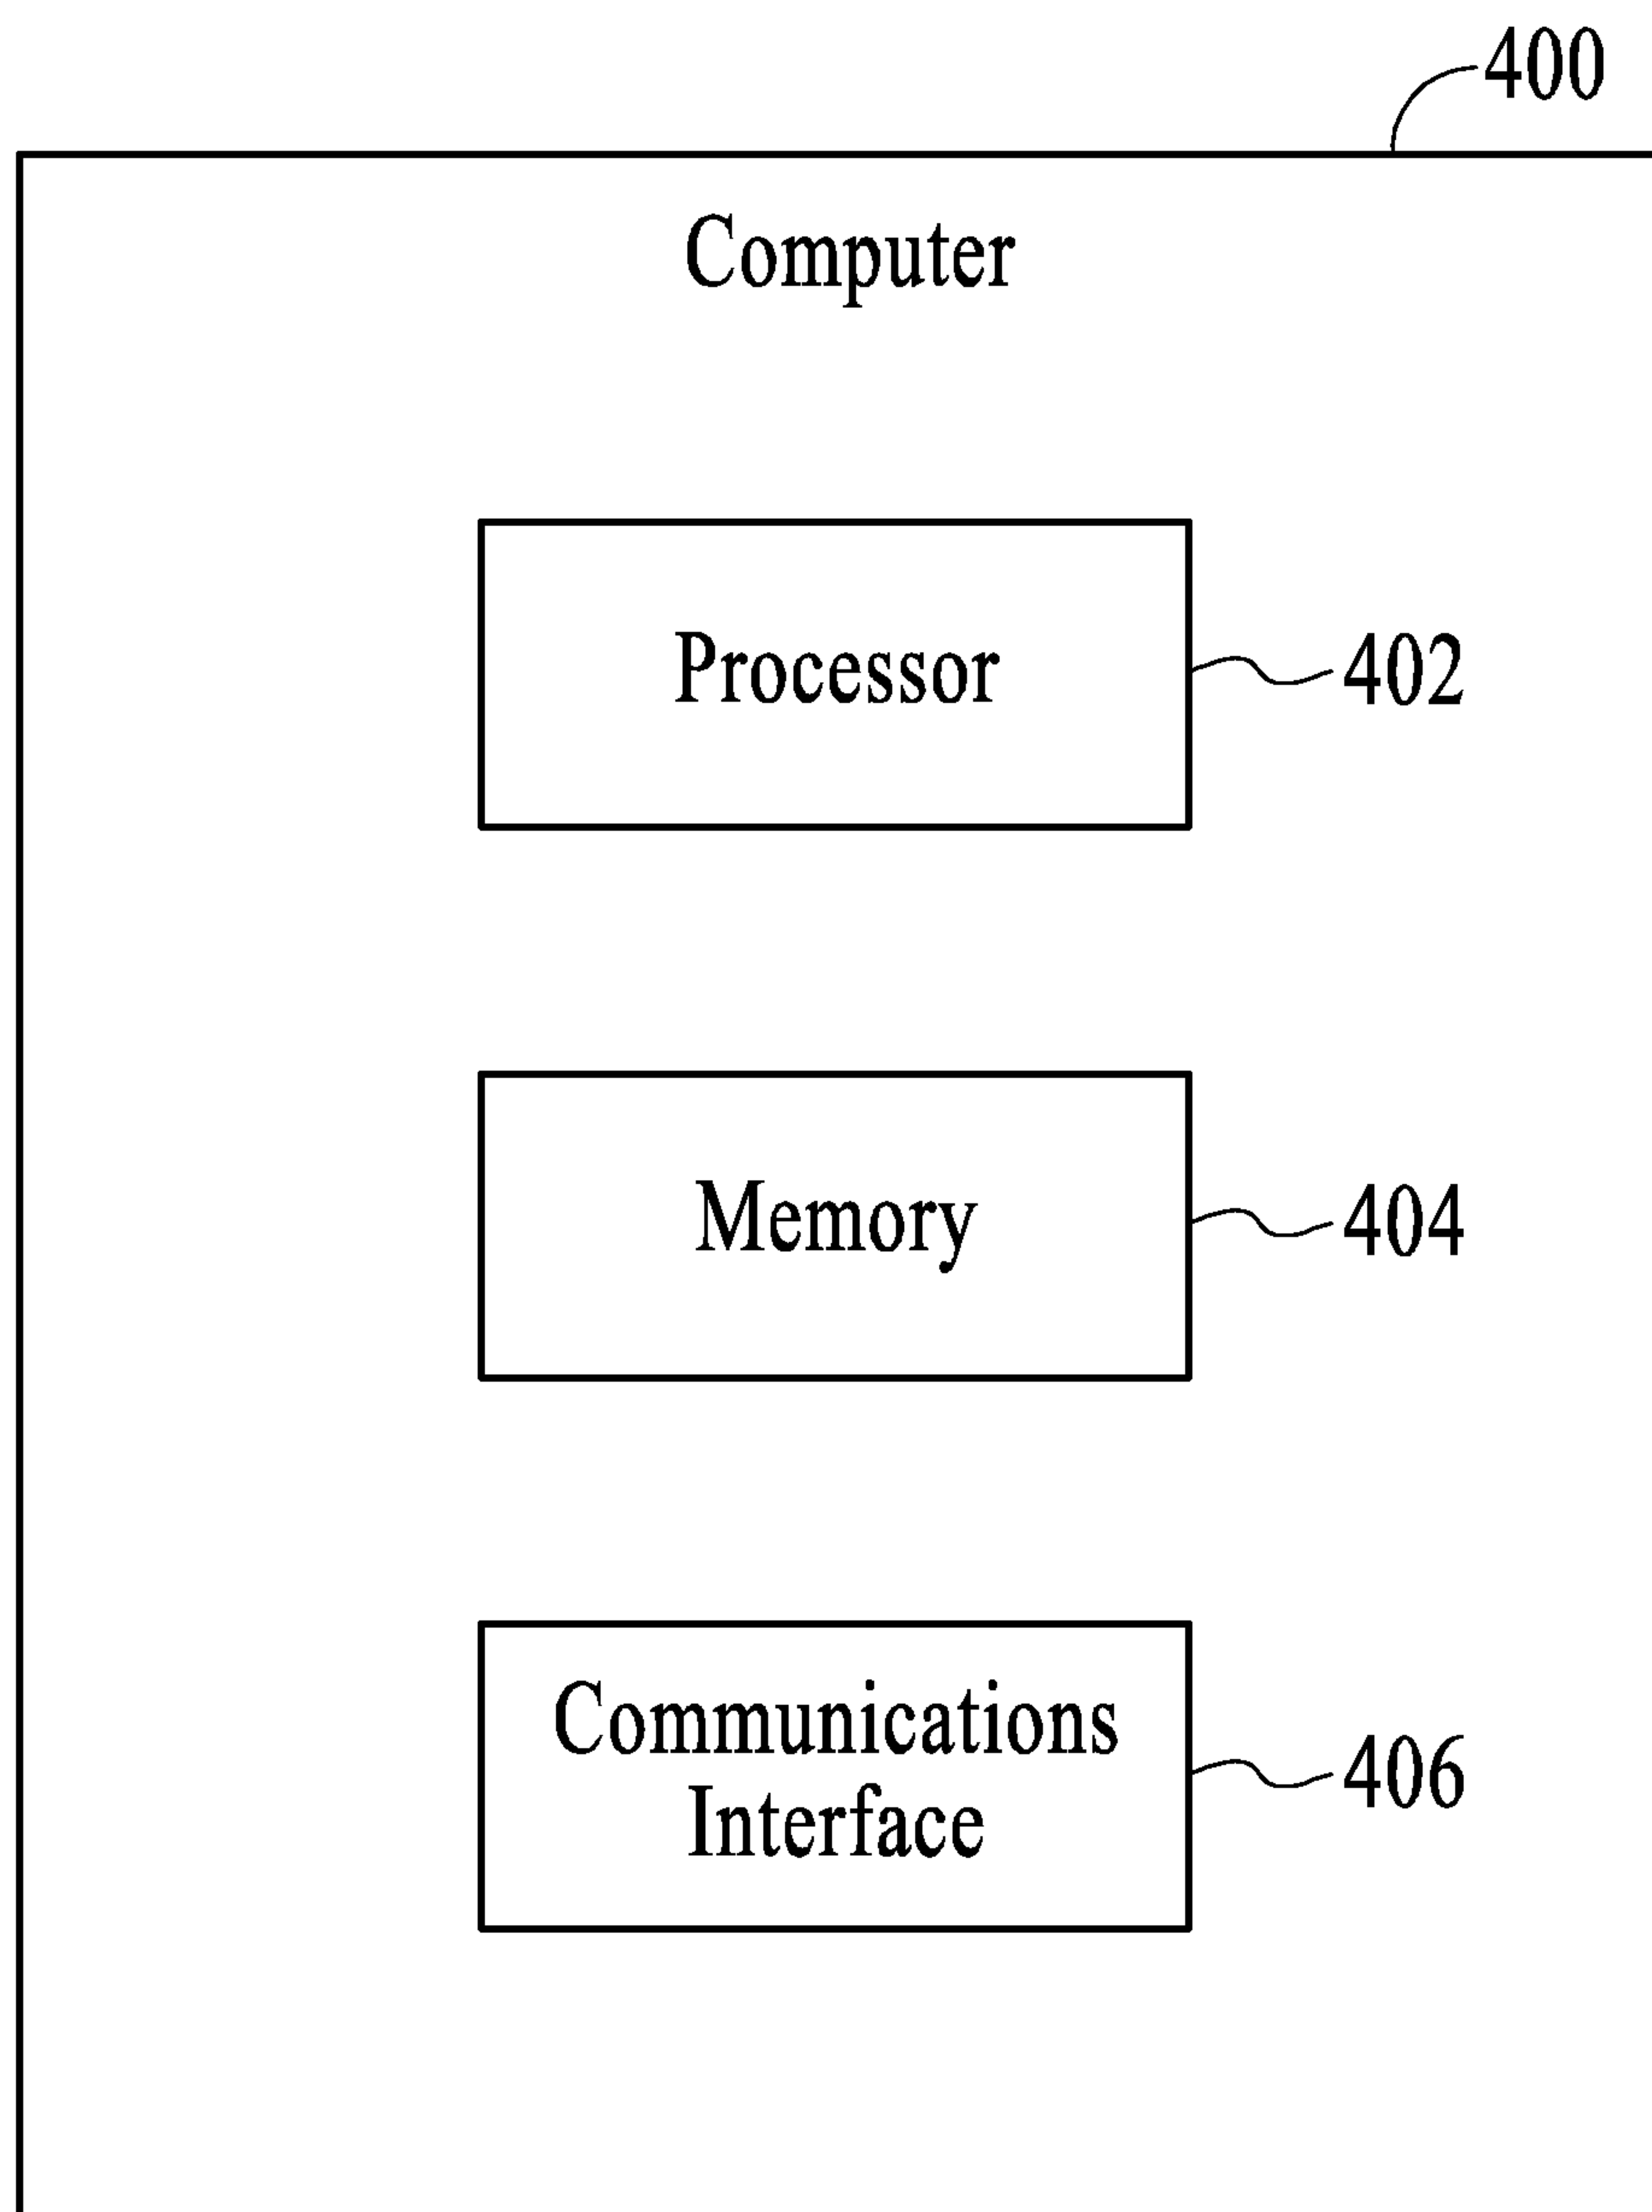 400
Computer
Processor
402
Memory
404
Communications
Interface
406